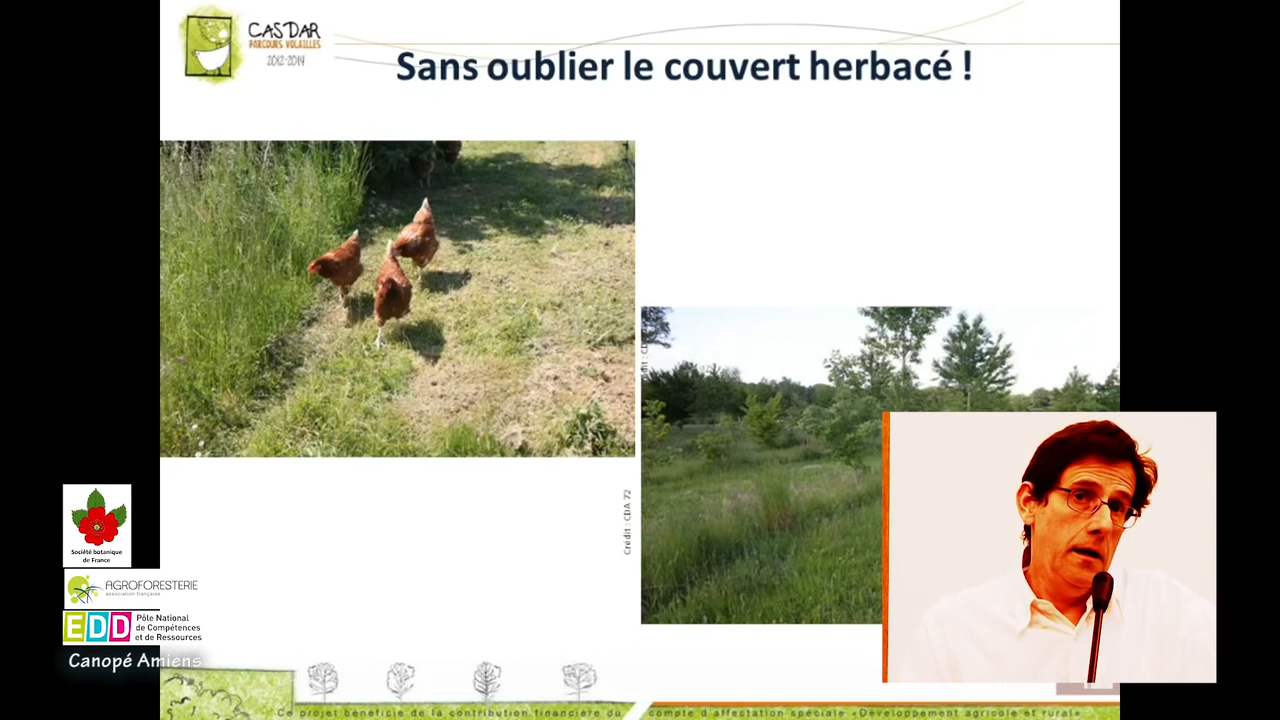 CASDAR
PARCOURS VOLAILLES
2012-2014
Sans oublier le couvert herbacé !
Crédit : CDA 72
Société botanique
de France
AGROFORESTERIE
association française
EDD Pôle National
de Compétences
et de Ressources
Canopé Amiens
Ce projet bénéficie de la contribution financière du compte d'affectation spéciale «Développement agricole et rural»